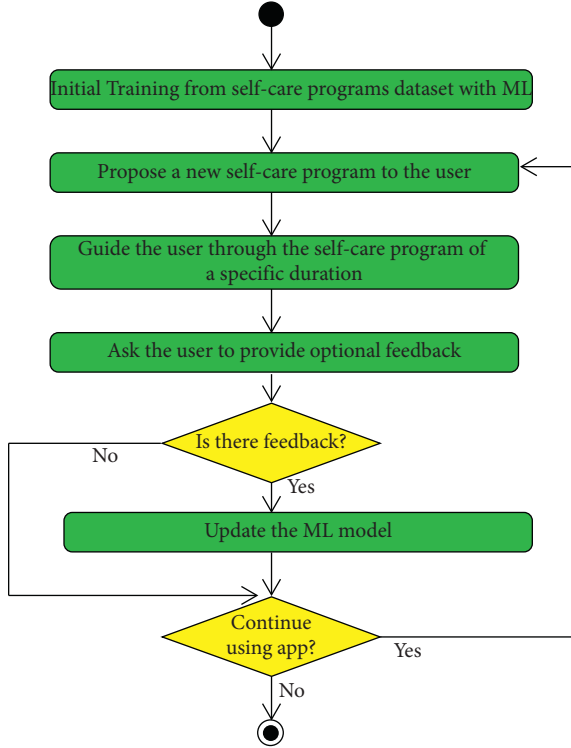 Initial Training from self-care programs dataset with ML
Propose a new self-care program to the user
Guide the user through the self-care program of
a specific duration
Ask the user to provide optional feedback
Is there feedback?
No
Yes
Update the ML model
Continue
using app?
Yes
No